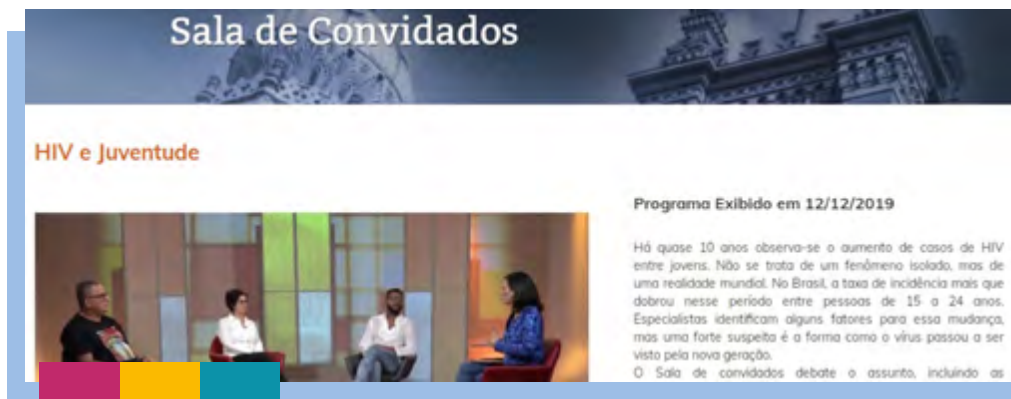 Sala de Convidados
HIV e Juventude
Programa Exibido em 12/12/2019
Há quase 10 anos observa-se o aumento de casos de HIV
entre jovens. Não se trata de um fenômeno isolado, mas de
uma realidade mundial. No Brasil, a taxa de incidência mais que
dobrou nesse período entre pessoas de 15 a 24 anos.
Especialistas identificam alguns fatores para essa mudança,
mas uma forte suspeita é a forma como o vírus passou a ser
visto pela nova geração.
O Sala de convidados debate o assunto, incluindo as